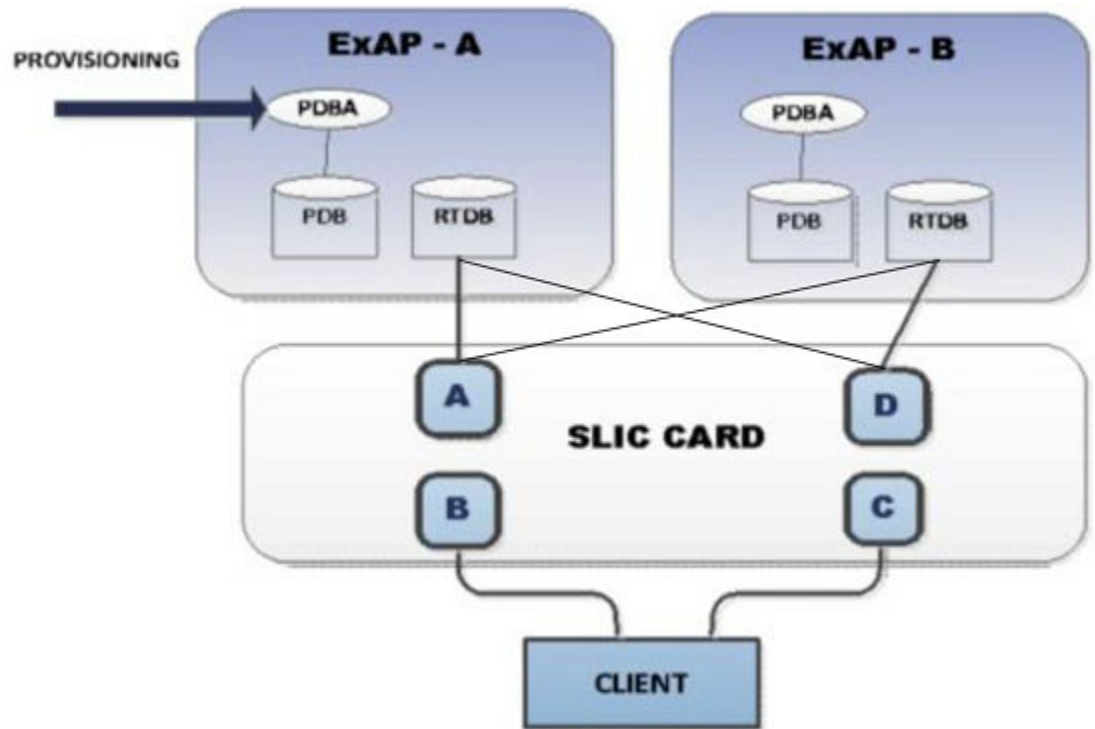 ExAP - A
ExAP - B
PROVISIONING
PDBA
PDBA
PDB
RTDB
PDB
RTDB
A
D
SLIC CARD
B
C
CLIENT